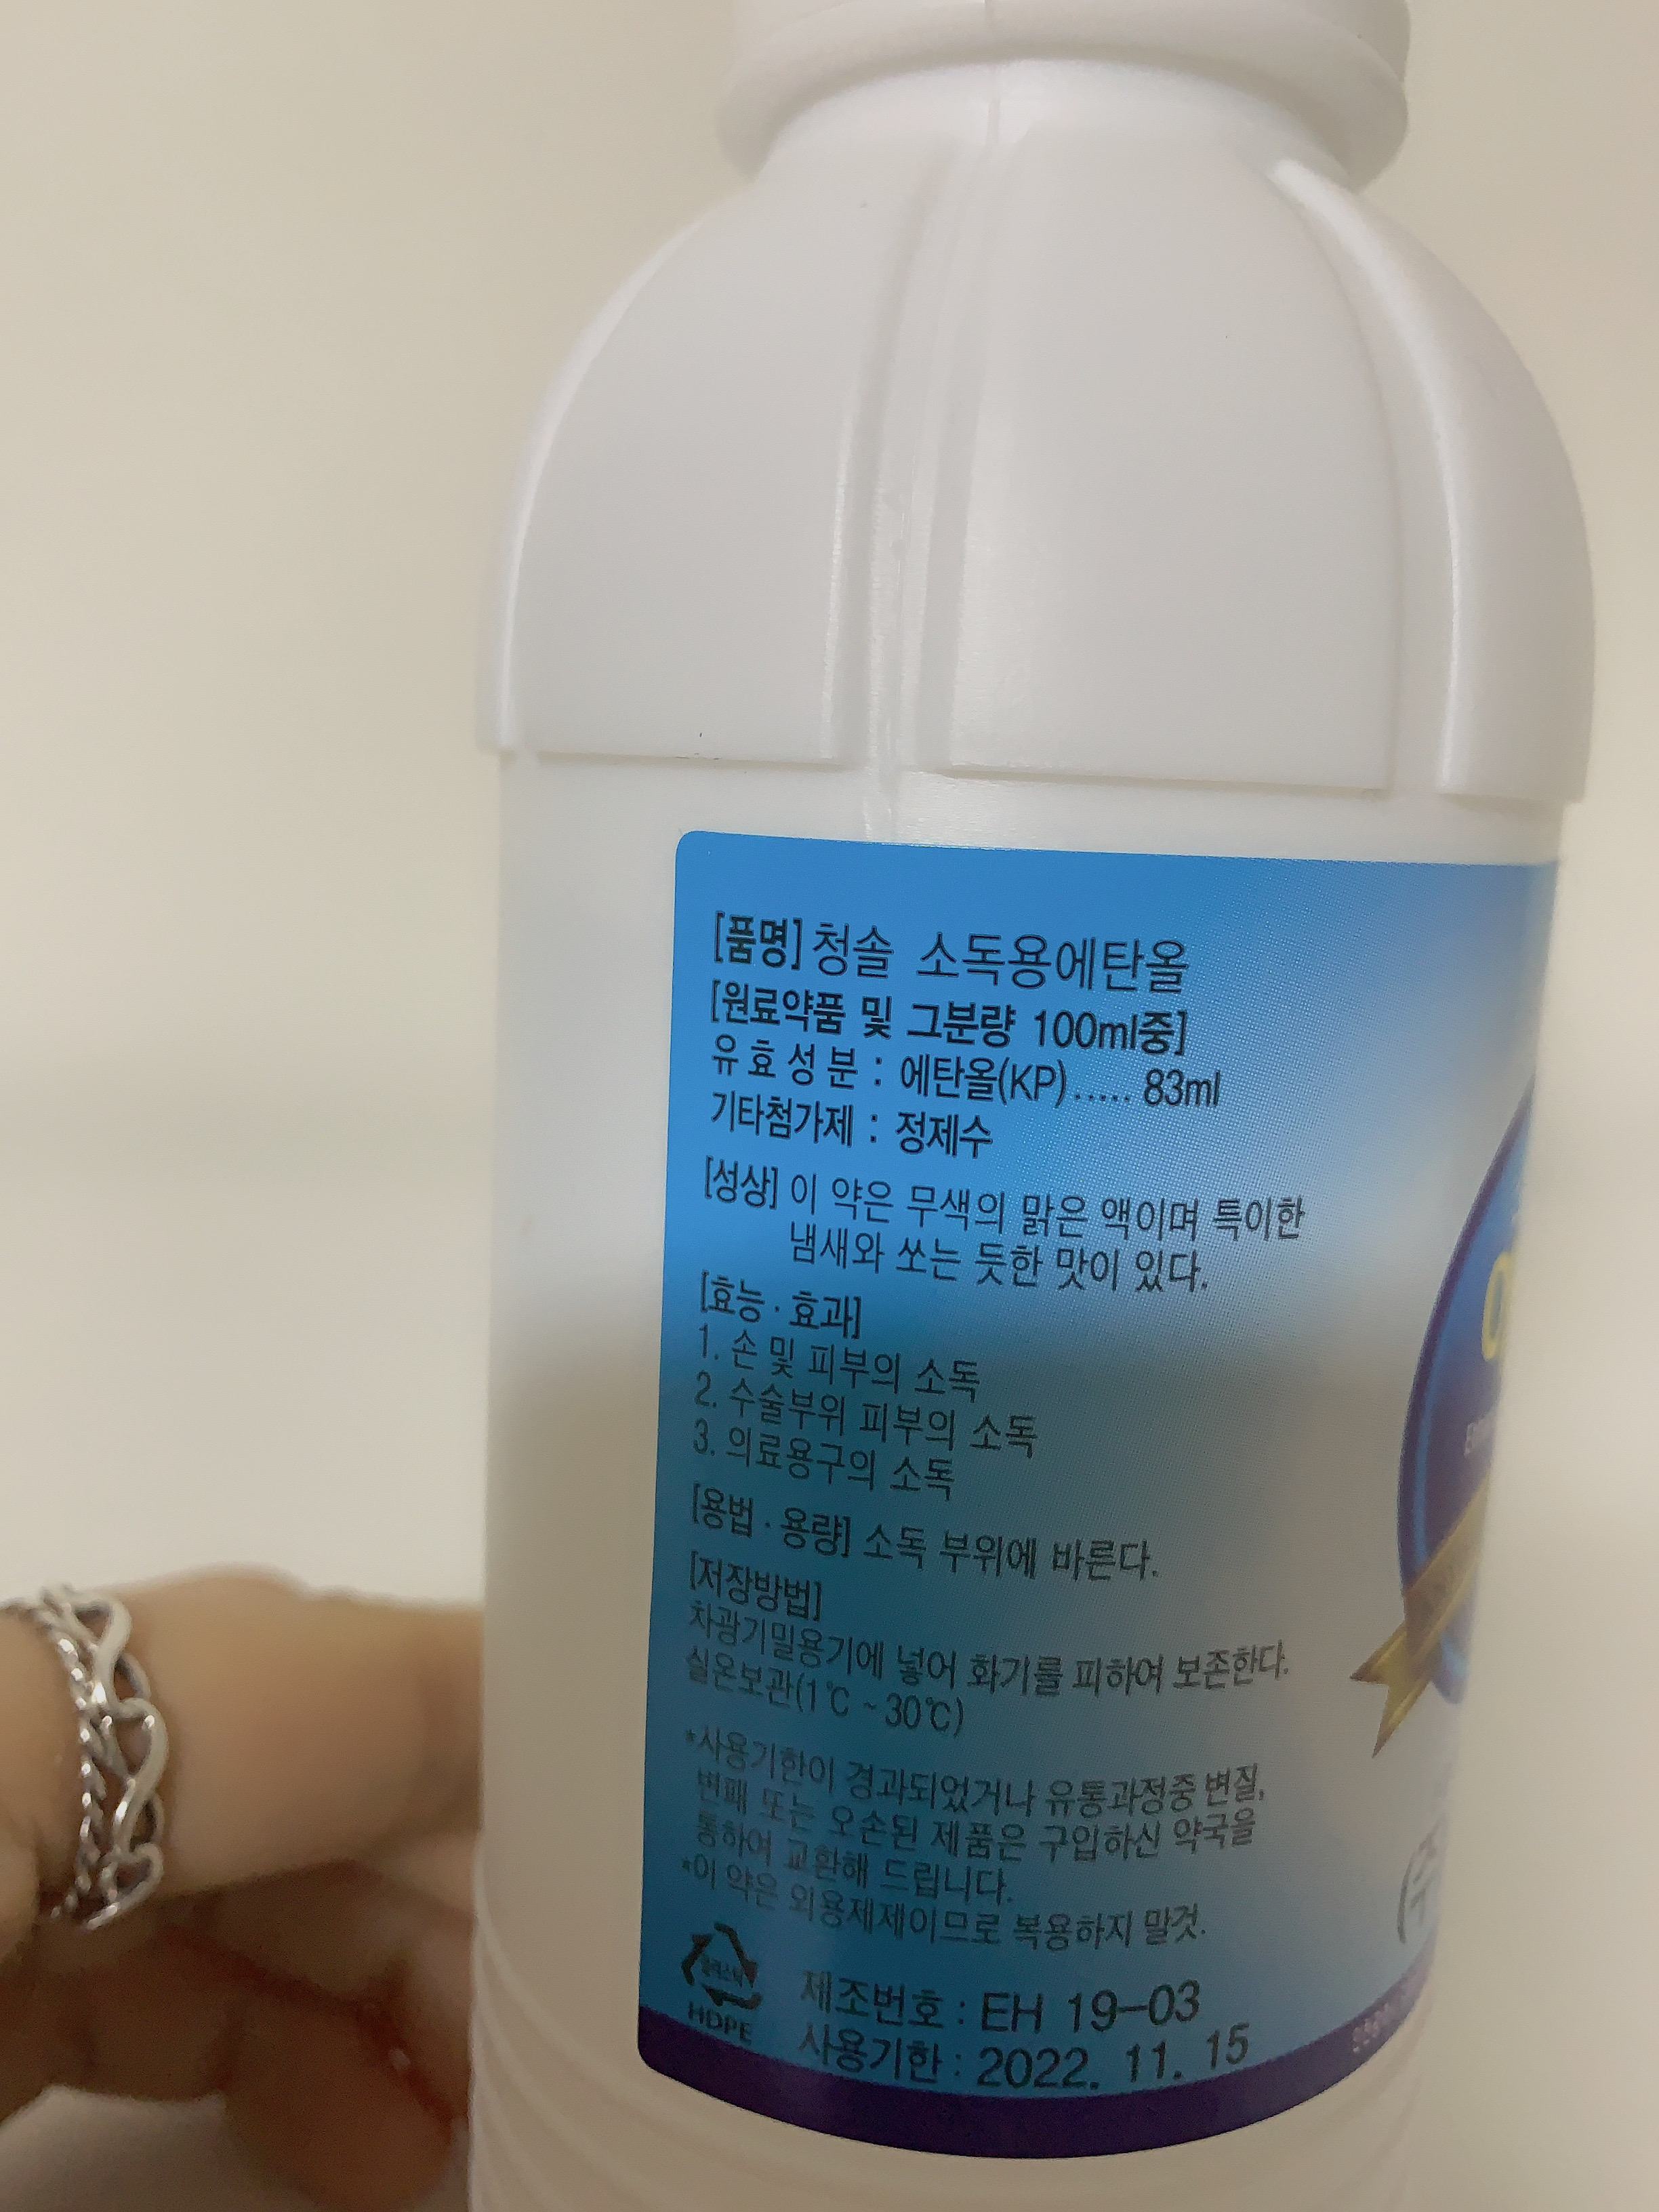 [품명] 청솔 소독용에탄올
[원료약품 및 그분량 100ml중]
유효성분 : 에탄올(KP)..... 83ml
기타첨가제 : 정제수
[성상] 이 약은 무색의 맑은 액이며 특이한
냄새와 쏘는 듯한 맛이 있다.
[효능·효과]
1. 손 및 피부의 소독
2. 수술부위 피부의 소독
3. 의료용구의 소독
[용법·용량] 소독 부위에 바른다.
[저장방법]
차광기밀용기에 넣어 화기를 피하여 보존한다.
실온보관(1℃ ~ 30℃)
*사용기한이 경과되었거나 유통과정중 변질,
변패 또는 오손된 제품은 구입하신 약국을
통하여 교환해 드립니다.
*이 약은 외용제제이므로 복용하지 말것.
HDPE
제조번호 : EH 19-03
사용기한 : 2022. 11. 15
(주